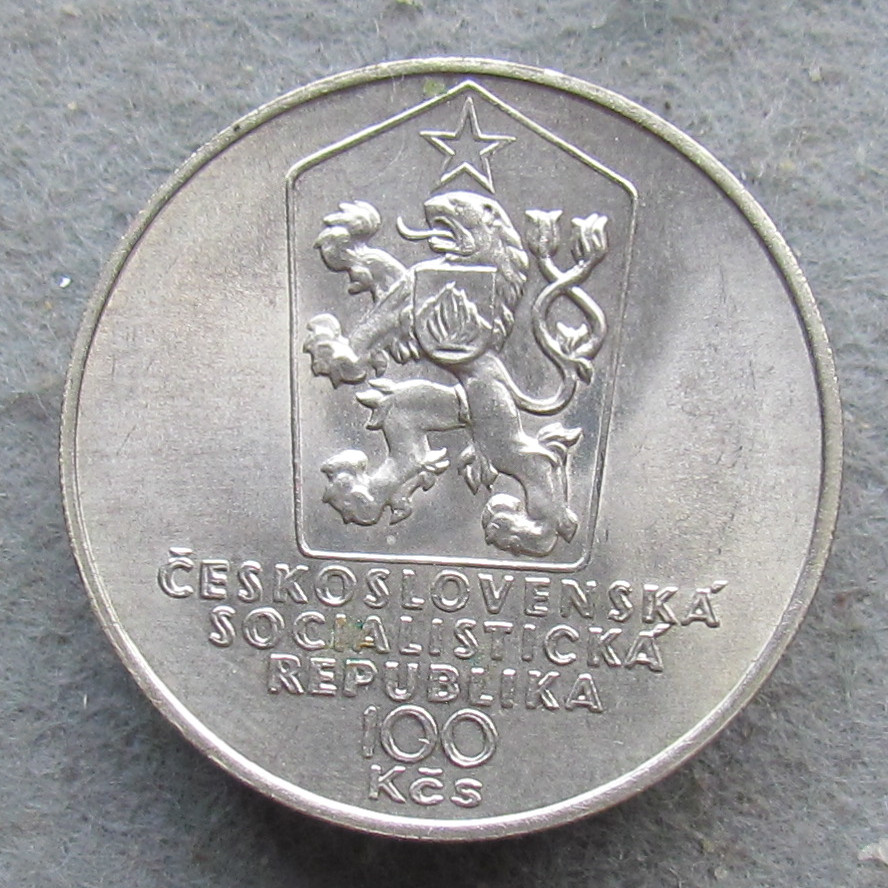 ČESKOSLOVENSKÁ
SOCIALISTICKÁ
REPUBLIKA
100
Kčs